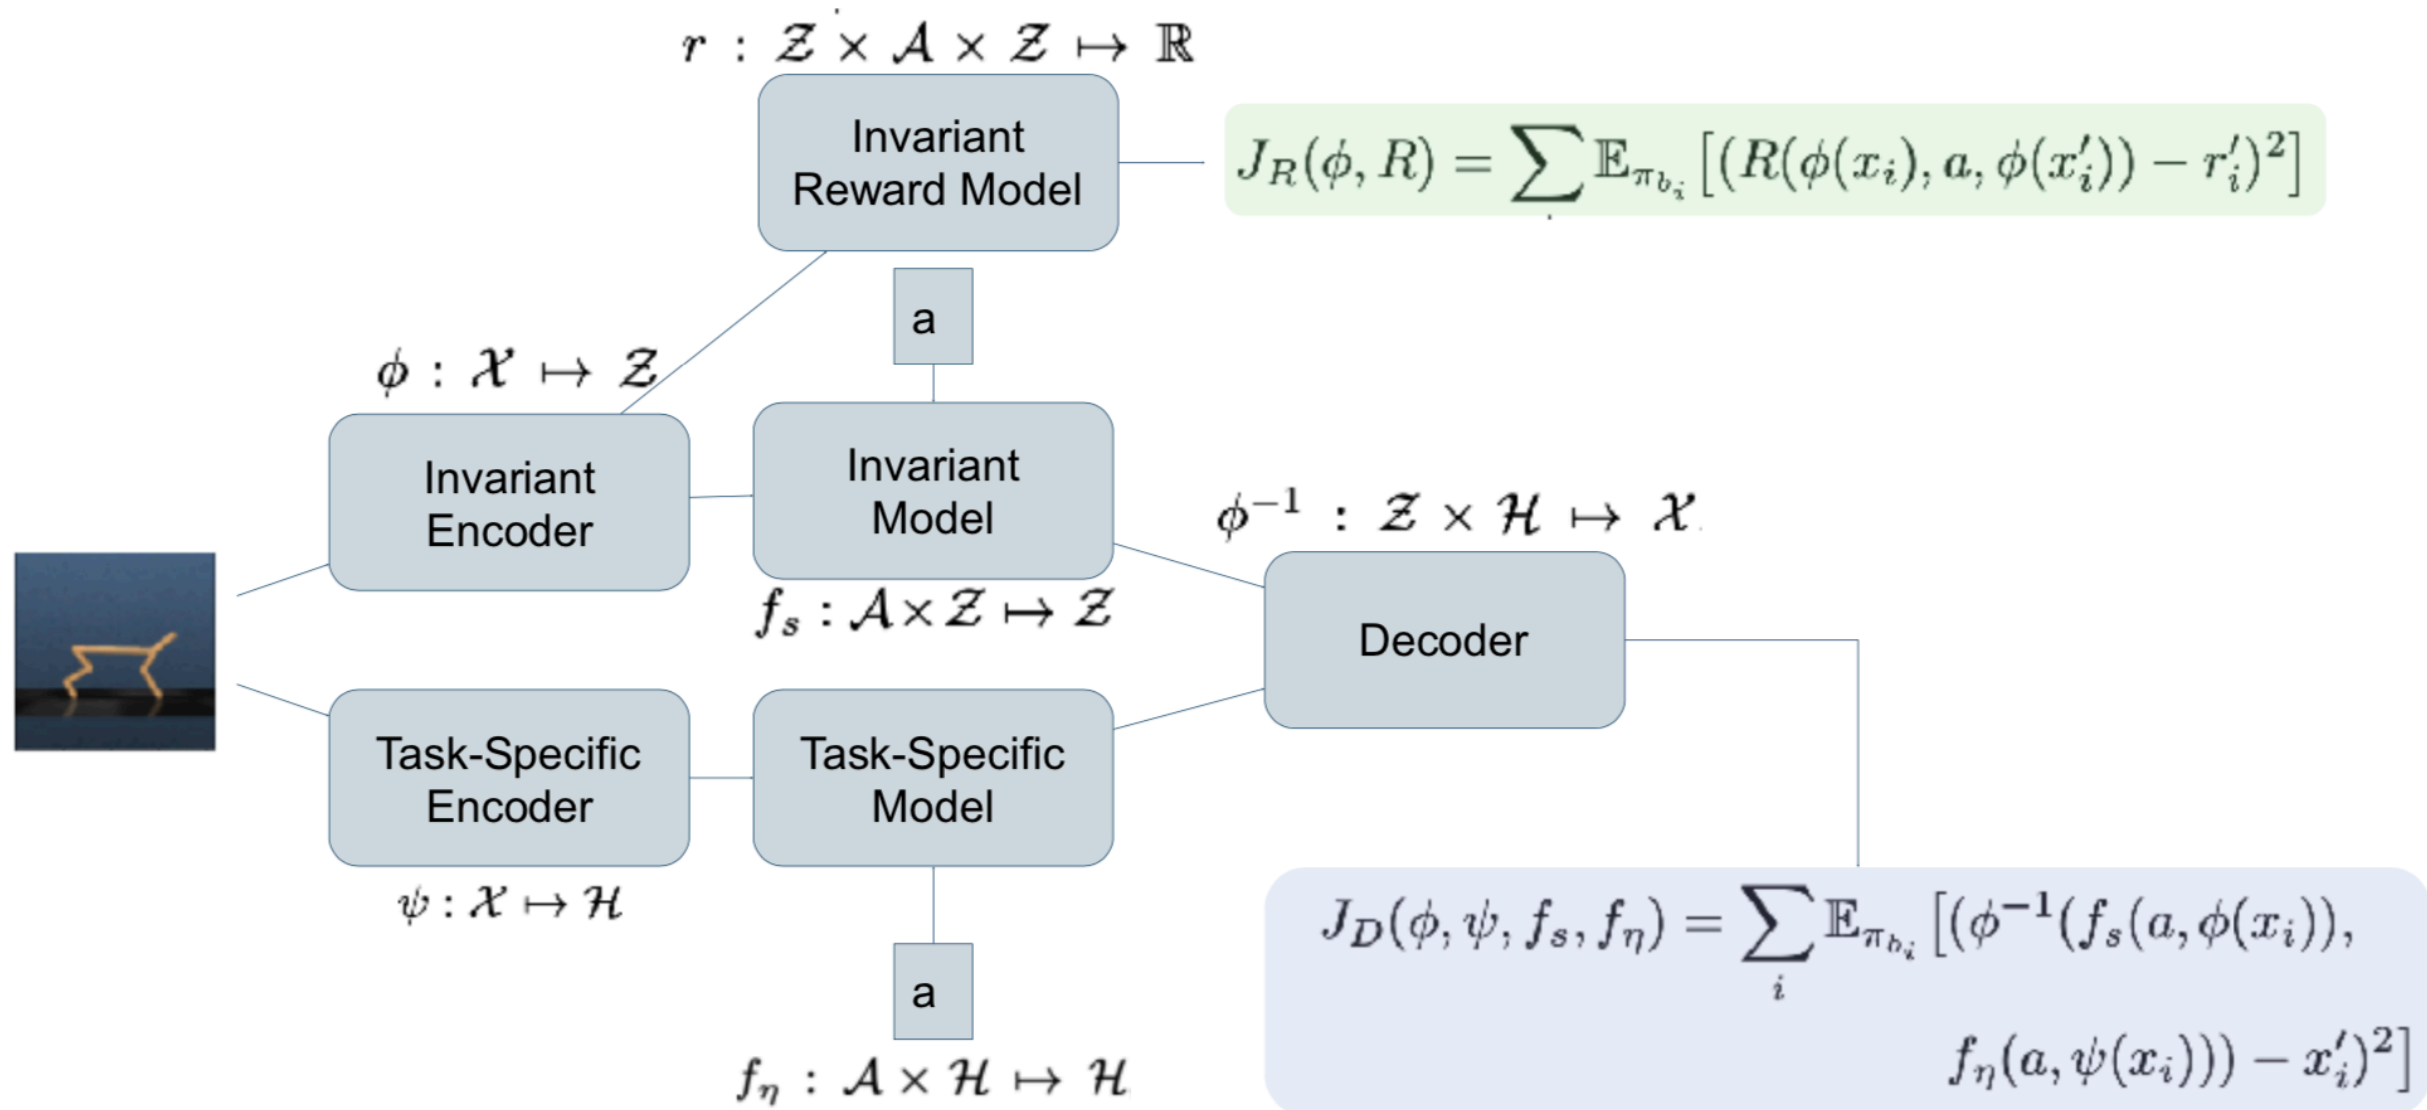 r : 𝒵 × 𝒜 × 𝒵 ↦ ℝ
Invariant
Reward Model
J_R(ϕ, R) = ∑ 𝔼_{π_{b_i}} [(R(ϕ(x_i), a, ϕ(x′_i)) − r′_i)²]
a
ϕ : 𝒳 ↦ 𝒵
Invariant
Encoder
Invariant
Model
f_s : 𝒜 × 𝒵 ↦ 𝒵
ϕ⁻¹ : 𝒵 × ℋ ↦ 𝒳
Decoder
Task-Specific
Encoder
Task-Specific
Model
ψ : 𝒳 ↦ ℋ
a
f_η : 𝒜 × ℋ ↦ ℋ
J_D(ϕ, ψ, f_s, f_η) = ∑_i 𝔼_{π_{b_i}} [(ϕ⁻¹(f_s(a, ϕ(x_i)),
f_η(a, ψ(x_i))) − x′_i)²]